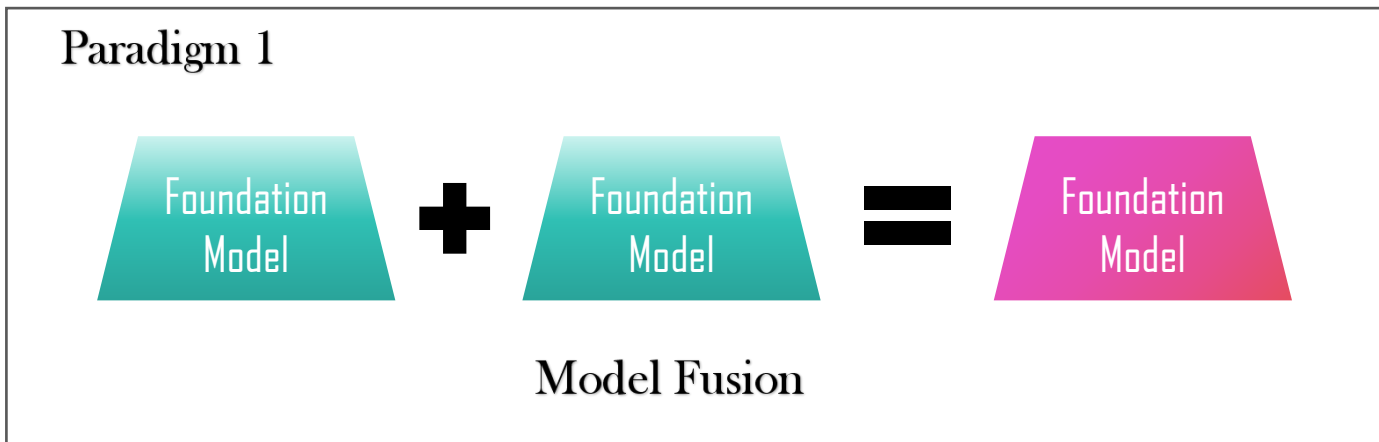 Paradigm 1
Foundation
Model
Foundation
Model
Foundation
Model
Model Fusion